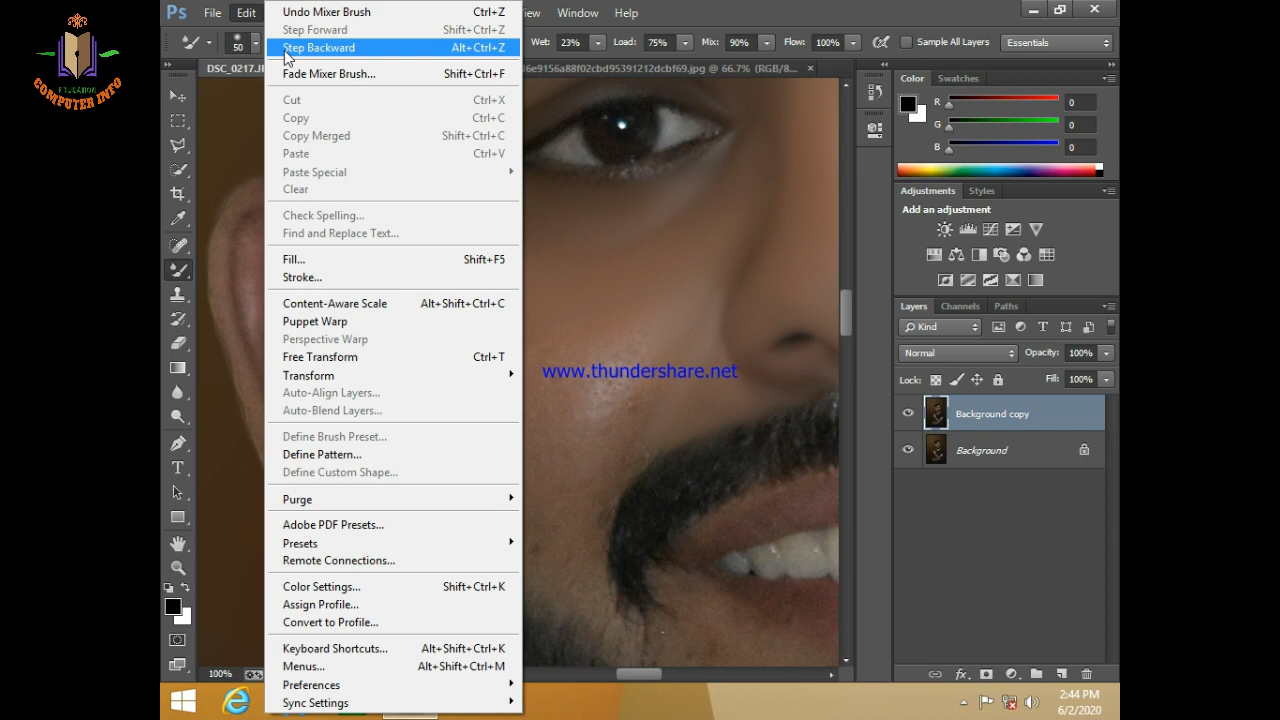 EDUCATION
COMPUTER INFO
Ps File Edit View Window Help
50 Wet: 23% Load: 75% Mix: 90% Flow: 100% Sample All Layers Essentials
DSC_0217.JP
6e9156a88f02cbd95391212dcbf69.jpg @ 66.7% (RGB/8...
Undo Mixer Brush Ctrl+Z
Step Forward Shift+Ctrl+Z
Step Backward Alt+Ctrl+Z
Fade Mixer Brush... Shift+Ctrl+F
Cut Ctrl+X
Copy Ctrl+C
Copy Merged Shift+Ctrl+C
Paste Ctrl+V
Paste Special
Clear
Check Spelling...
Find and Replace Text...
Fill... Shift+F5
Stroke...
Content-Aware Scale Alt+Shift+Ctrl+C
Puppet Warp
Perspective Warp
Free Transform Ctrl+T
Transform
Auto-Align Layers...
Auto-Blend Layers...
Define Brush Preset...
Define Pattern...
Define Custom Shape...
Purge
Adobe PDF Presets...
Presets
Remote Connections...
Color Settings... Shift+Ctrl+K
Assign Profile...
Convert to Profile...
Keyboard Shortcuts... Alt+Shift+Ctrl+K
Menus... Alt+Shift+Ctrl+M
Preferences
Sync Settings
www.thundershare.net
Color Swatches
R 0
G 0
B 0
Adjustments Styles
Add an adjustment
Layers Channels Paths
Kind
Normal Opacity: 100%
Lock: Fill: 100%
Background copy
Background
100%
2:44 PM
6/2/2020